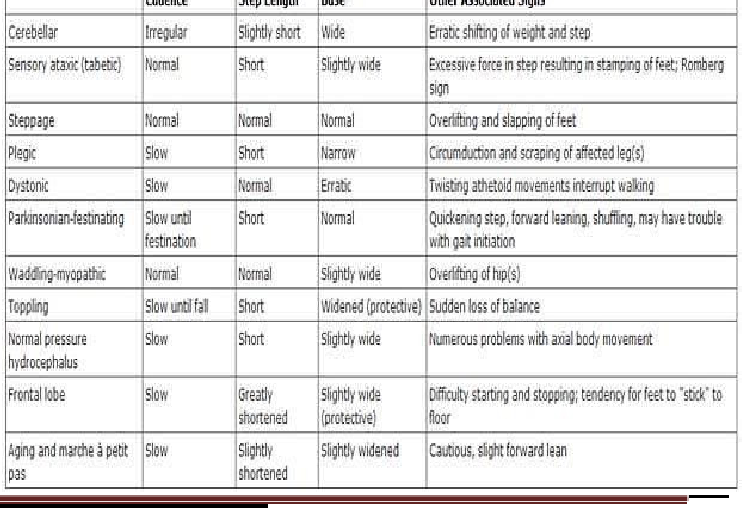 Cadence Step Length Base Other Associated Signs
Cerebellar Irregular Slightly short Wide Erratic shifting of weight and step
Sensory ataxic (tabetic) Normal Short Slightly wide Excessive force in step resulting in stamping of feet; Romberg
sign
Steppage Normal Normal Normal Overlifting and slapping of feet
Plegic Slow Short Narrow Circumduction and scraping of affected leg(s)
Dystonic Slow Normal Erratic Twisting athetoid movements interrupt walking
Parkinsonian-festinating Slow until Short Normal Quickening step, forward leaning, shuffling, may have trouble
festination with gait initiation
Waddling-myopathic Normal Normal Slightly wide Overlifting of hip(s)
Toppling Slow until fall Short Widened (protective) Sudden loss of balance
Normal pressure Slow Short Slightly wide Numerous problems with axial body movement
hydrocephalus
Frontal lobe Slow Greatly Slightly wide Difficulty starting and stopping; tendency for feet to "stick" to
shortened (protective) floor
Aging and marche à petit Slow Slightly Slightly widened Cautious, slight forward lean
pas shortened